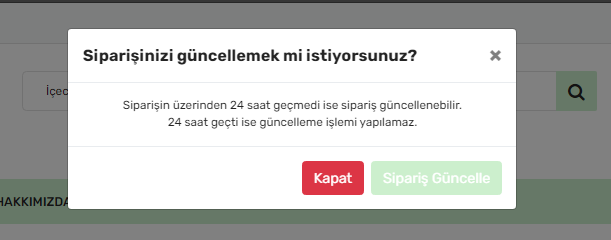 Siparişinizi güncellemek mi istiyorsunuz?
×
Siparişin üzerinden 24 saat geçmedi ise sipariş güncellenebilir.
24 saat geçti ise güncelleme işlemi yapılamaz.
Kapat
Sipariş Güncelle
HAKKIMIZDA